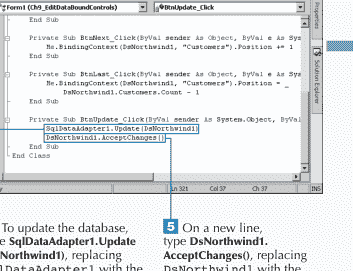 Form1 (Ch9_EditDataBoundControls)
BtnUpdate_Click
Properties
Solution Explorer
End Sub
Private Sub BtnNext_Click(ByVal sender As Object, ByVal e As Sys
Me.BindingContext(DsNorthwind1, "Customers").Position += 1
End Sub
Private Sub BtnLast_Click(ByVal sender As Object, ByVal e As Sys
Me.BindingContext(DsNorthwind1, "Customers").Position = _
DsNorthwind1.Customers.Count - 1
End Sub
Private Sub BtnUpdate_Click(ByVal sender As System.Object, ByVal
SqlDataAdapter1.Update(DsNorthwind1)
DsNorthwind1.AcceptChanges()
End Sub
End Class
Ln 321 Col 37 Ch 37 INS
To update the database,
SqlDataAdapter1.Update
Northwind1), replacing
lDataAdapter1 with the
5 On a new line,
type DsNorthwind1.
AcceptChanges(), replacing
DsNorthwind1 with the